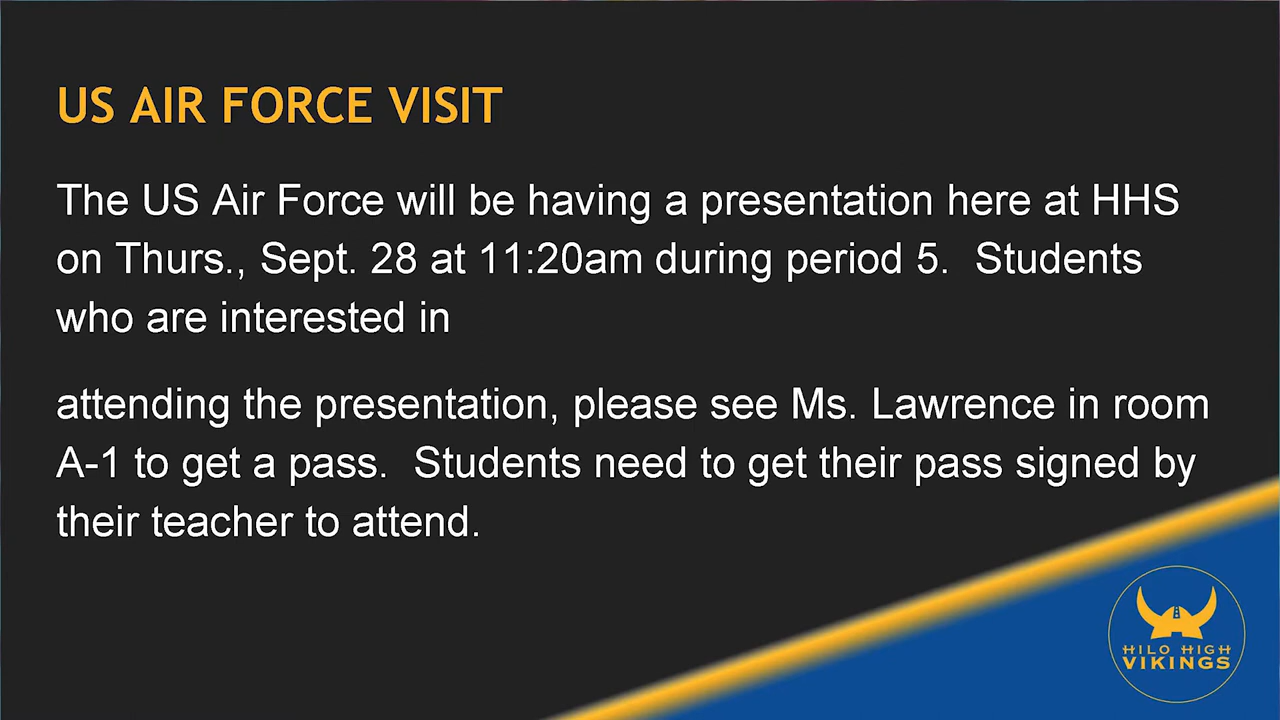 US AIR FORCE VISIT
The US Air Force will be having a presentation here at HHS
on Thurs., Sept. 28 at 11:20am during period 5.  Students
who are interested in
attending the presentation, please see Ms. Lawrence in room
A-1 to get a pass.  Students need to get their pass signed by
their teacher to attend.
HILO HIGH
VIKINGS